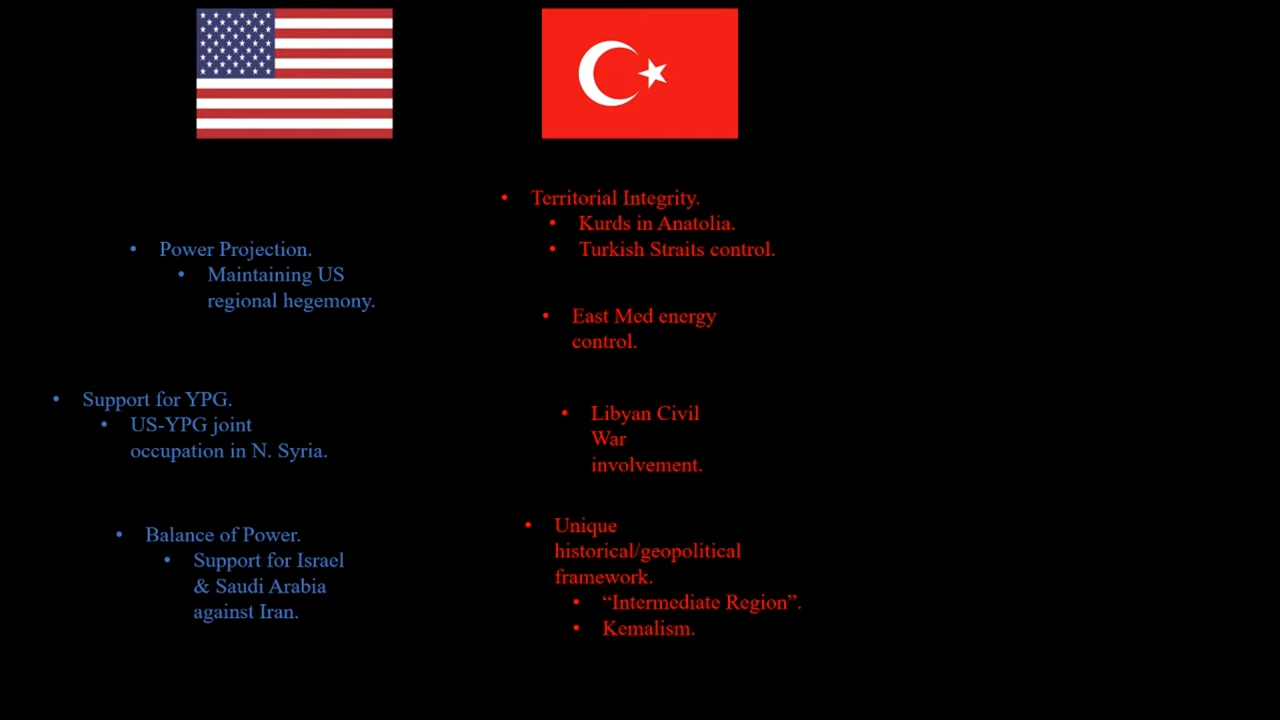 • Power Projection.
• Maintaining US
regional hegemony.
• Support for YPG.
• US-YPG joint
occupation in N. Syria.
• Balance of Power.
• Support for Israel
& Saudi Arabia
against Iran.
• Territorial Integrity.
• Kurds in Anatolia.
• Turkish Straits control.
• East Med energy
control.
• Libyan Civil
War
involvement.
• Unique
historical/geopolitical
framework.
• “Intermediate Region”.
• Kemalism.